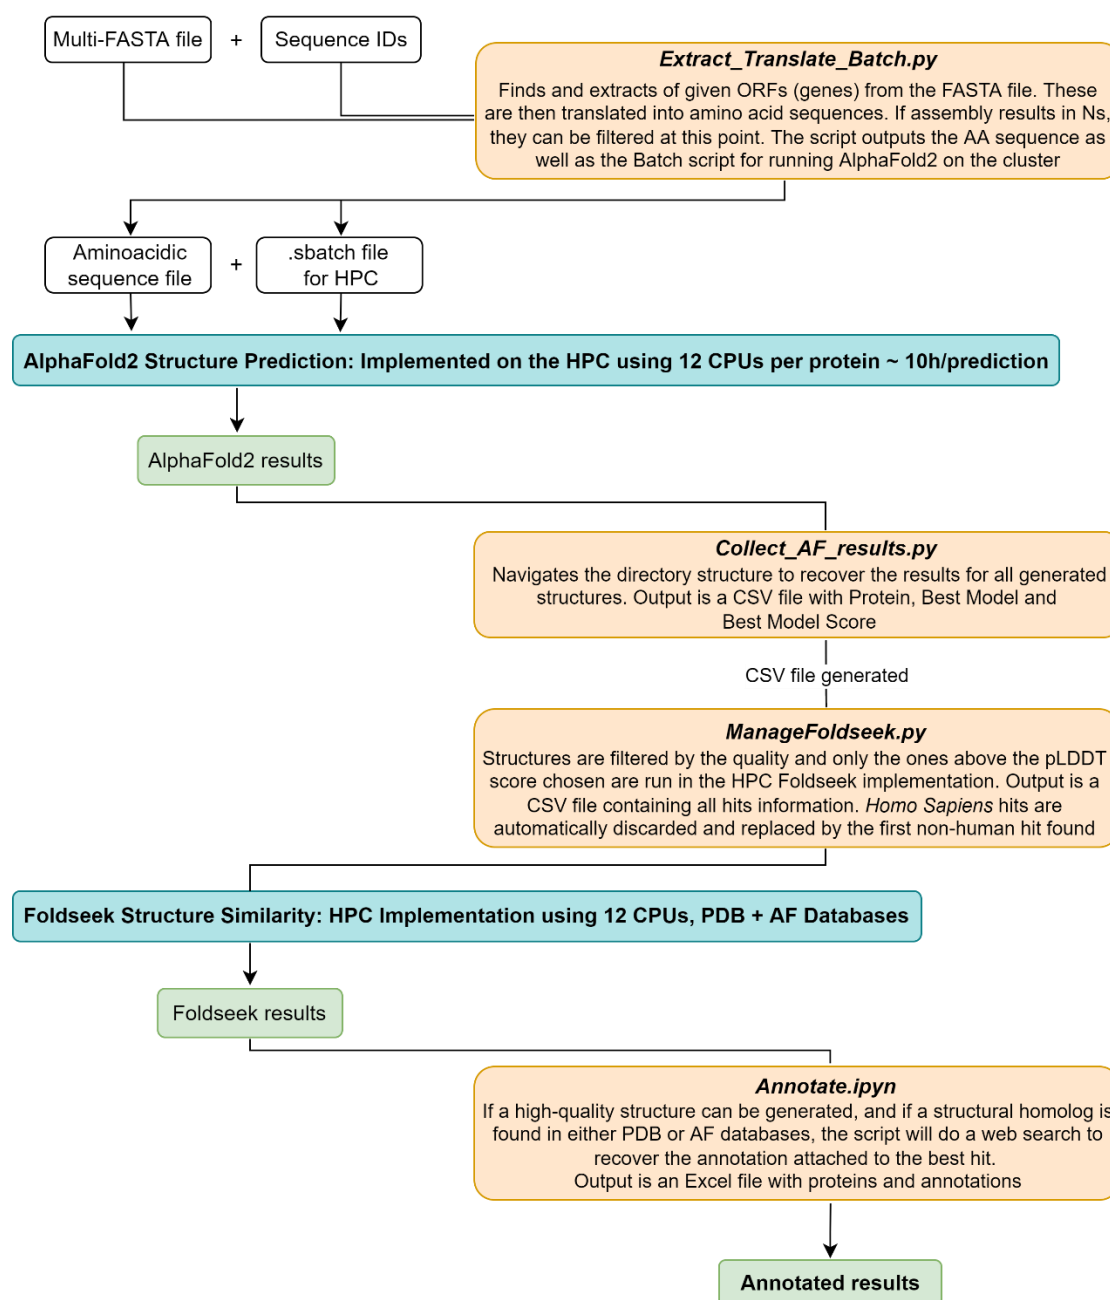 Multi-FASTA file + Sequence IDs
Extract_Translate_Batch.py
Finds and extracts of given ORFs (genes) from the FASTA file. These
are then translated into amino acid sequences. If assembly results in Ns,
they can be filtered at this point. The script outputs the AA sequence as
well as the Batch script for running AlphaFold2 on the cluster
Aminoacidic
sequence file
+
.sbatch file
for HPC
AlphaFold2 Structure Prediction: Implemented on the HPC using 12 CPUs per protein ~ 10h/prediction
AlphaFold2 results
Collect_AF_results.py
Navigates the directory structure to recover the results for all generated
structures. Output is a CSV file with Protein, Best Model and
Best Model Score
CSV file generated
ManageFoldseek.py
Structures are filtered by the quality and only the ones above the pLDDT
score chosen are run in the HPC Foldseek implementation. Output is a
CSV file containing all hits information. Homo Sapiens hits are
automatically discarded and replaced by the first non-human hit found
Foldseek Structure Similarity: HPC Implementation using 12 CPUs, PDB + AF Databases
Foldseek results
Annotate.ipyn
If a high-quality structure can be generated, and if a structural homolog is
found in either PDB or AF databases, the script will do a web search to
recover the annotation attached to the best hit.
Output is an Excel file with proteins and annotations
Annotated results